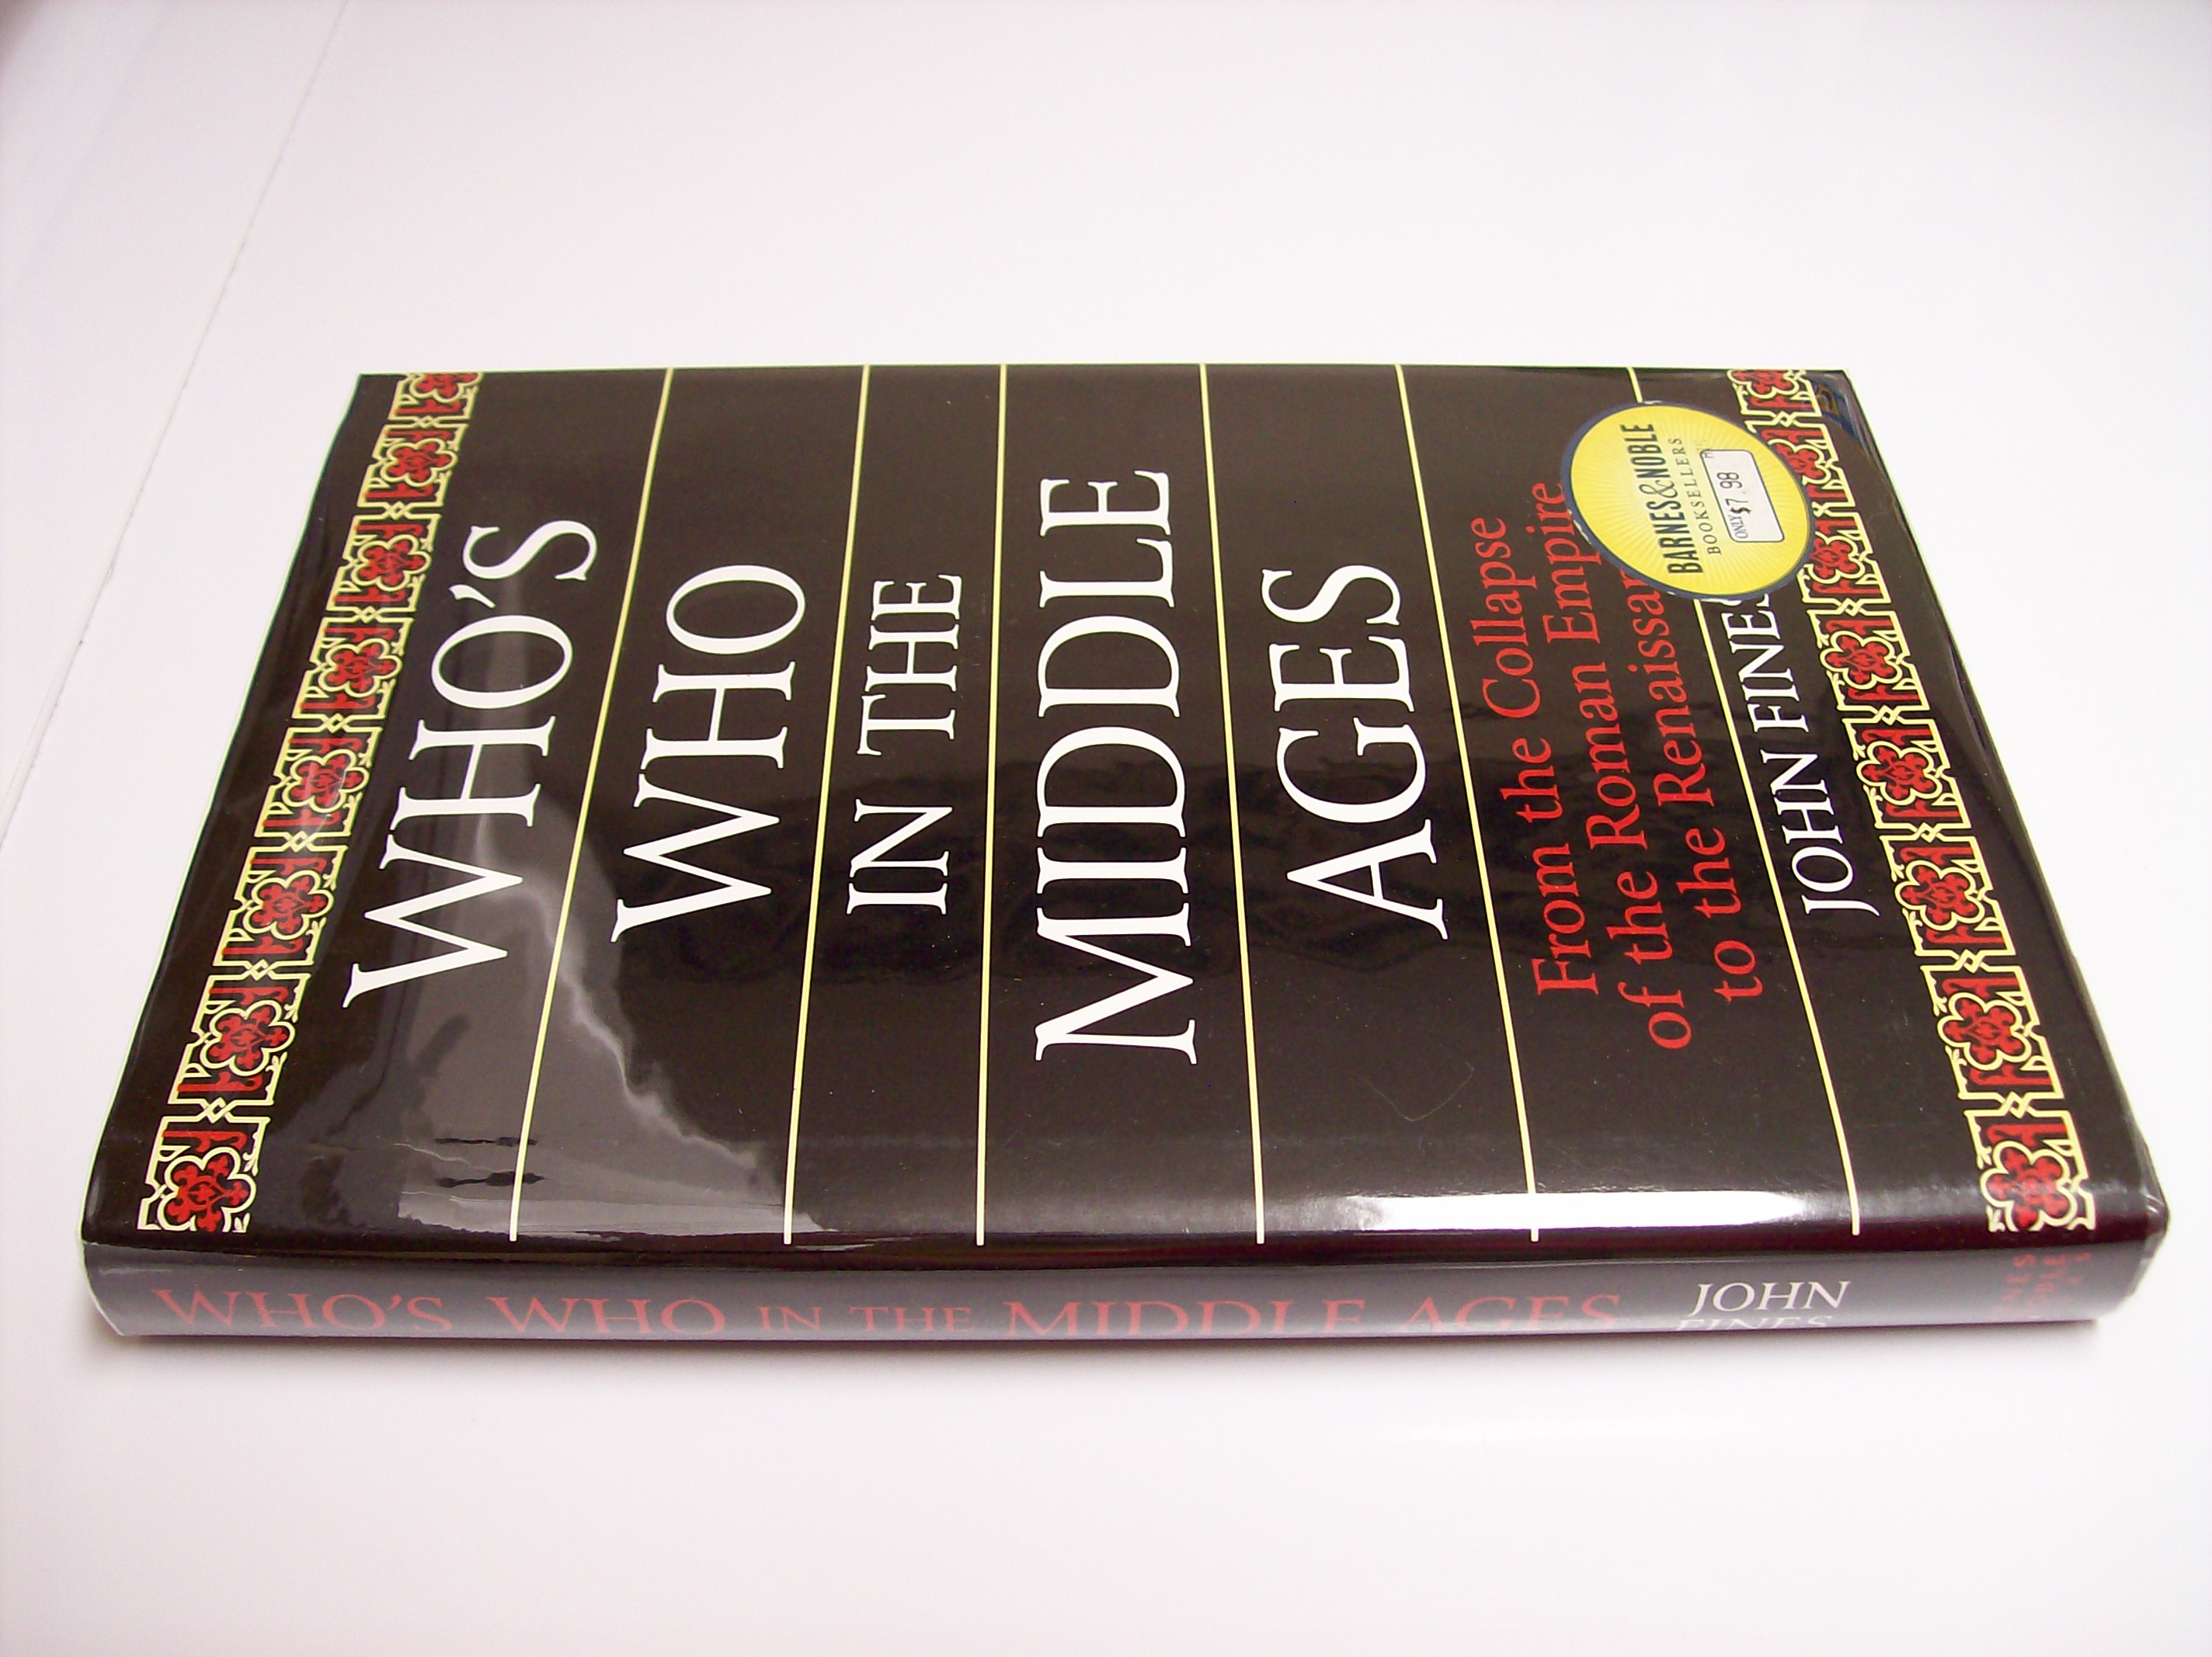 WHO'S
WHO
IN THE
MIDDLE
AGES
From the Collapse
of the Roman Empire
to the
JOHN FINES
BARNES&NOBLE
BOOKSELLERS
ONLY $7.98
WHO'S WHO IN THE MIDDLE AGES
JOHN
FINES